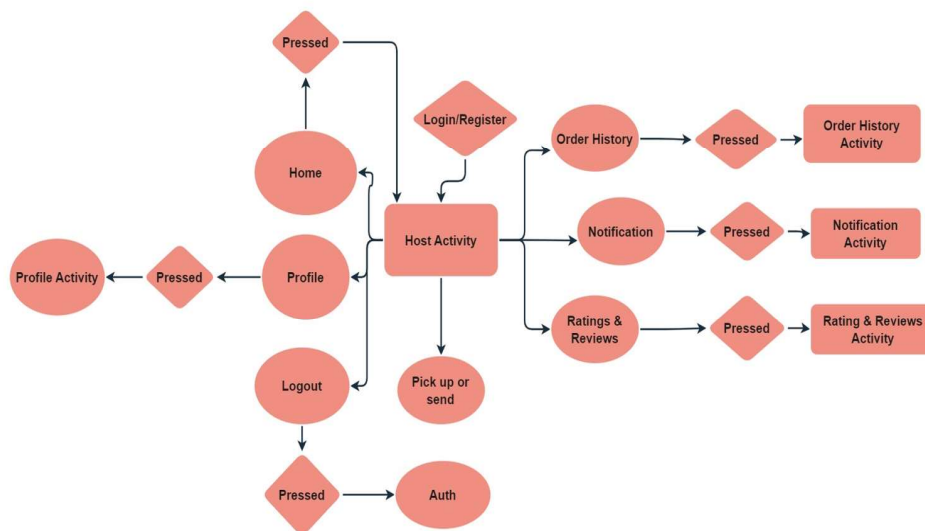 Pressed
Login/Register
Order History
Pressed
Order History
Activity
Home
Host Activity
Notification
Pressed
Notification
Activity
Profile Activity
Pressed
Profile
Ratings &
Reviews
Pressed
Rating & Reviews
Activity
Logout
Pick up or
send
Pressed
Auth